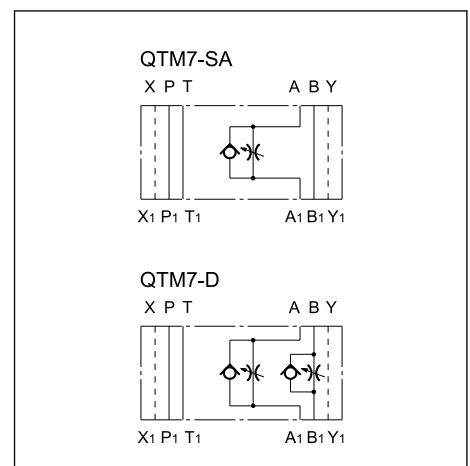 QTM7-SA
X P T A B Y
X1 P1 T1 A1 B1 Y1
QTM7-D
X P T A B Y
X1 P1 T1 A1 B1 Y1